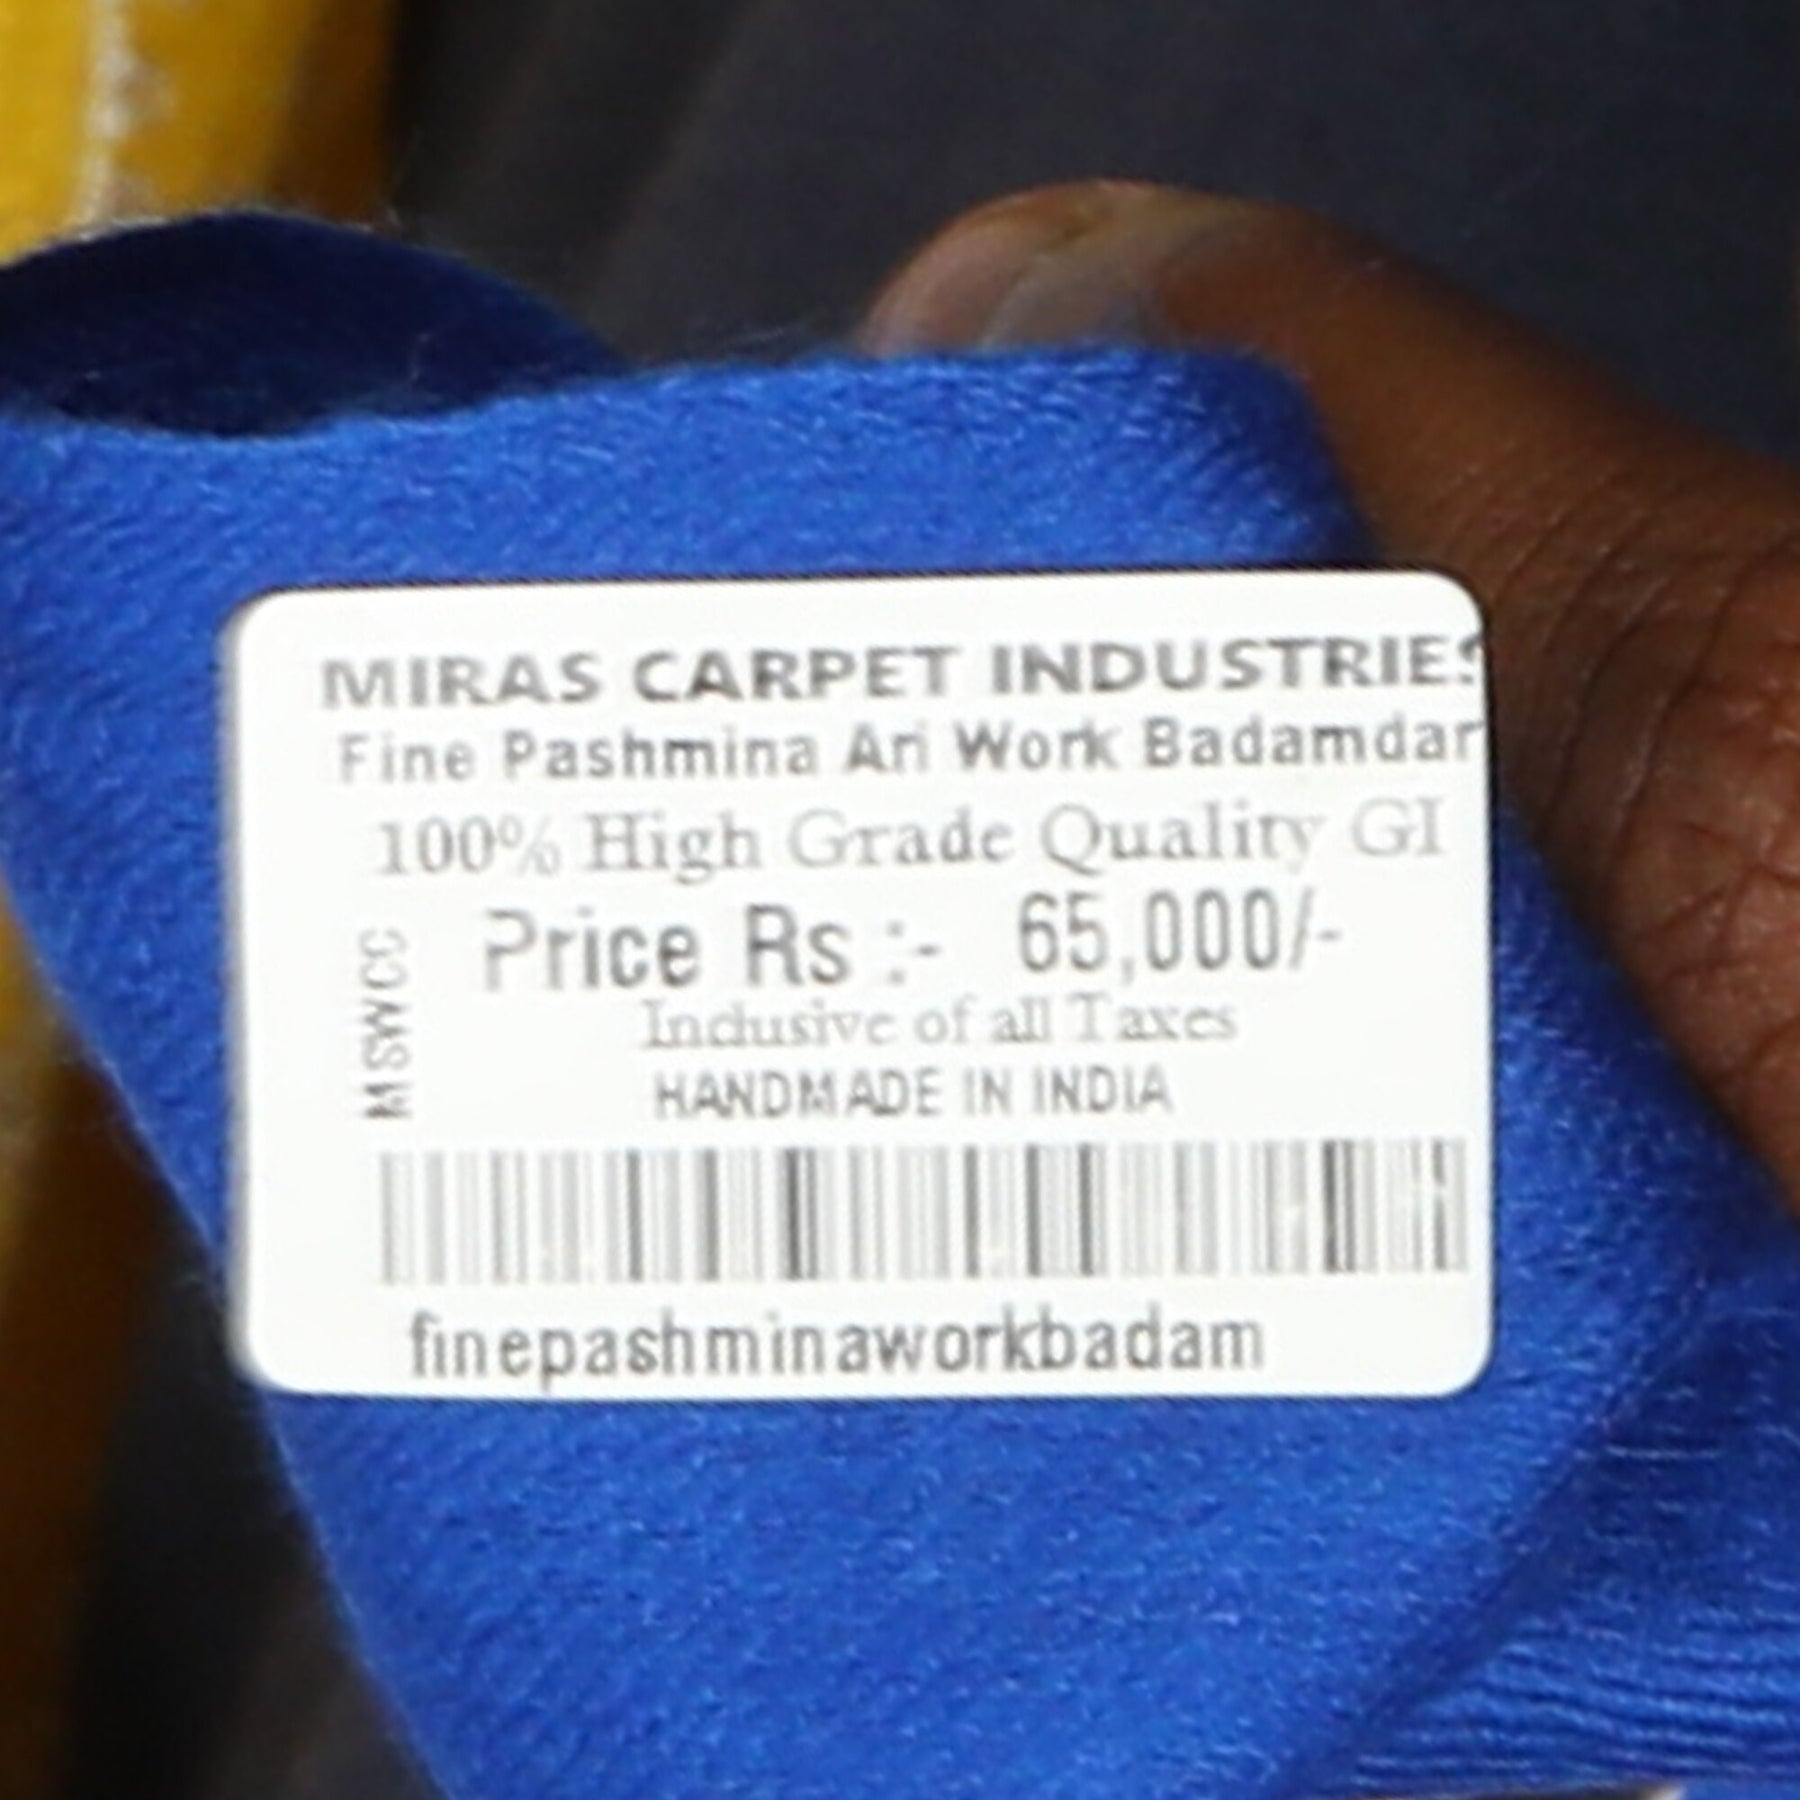 MIRAS CARPET INDUSTRIES
Fine Pashmina Ari Work Badamdar
100% High Grade Quality GI
Price Rs :- 65,000/-
Inclusive of all Taxes
HANDMADE IN INDIA
MSWCC
finepashminaworkbadam